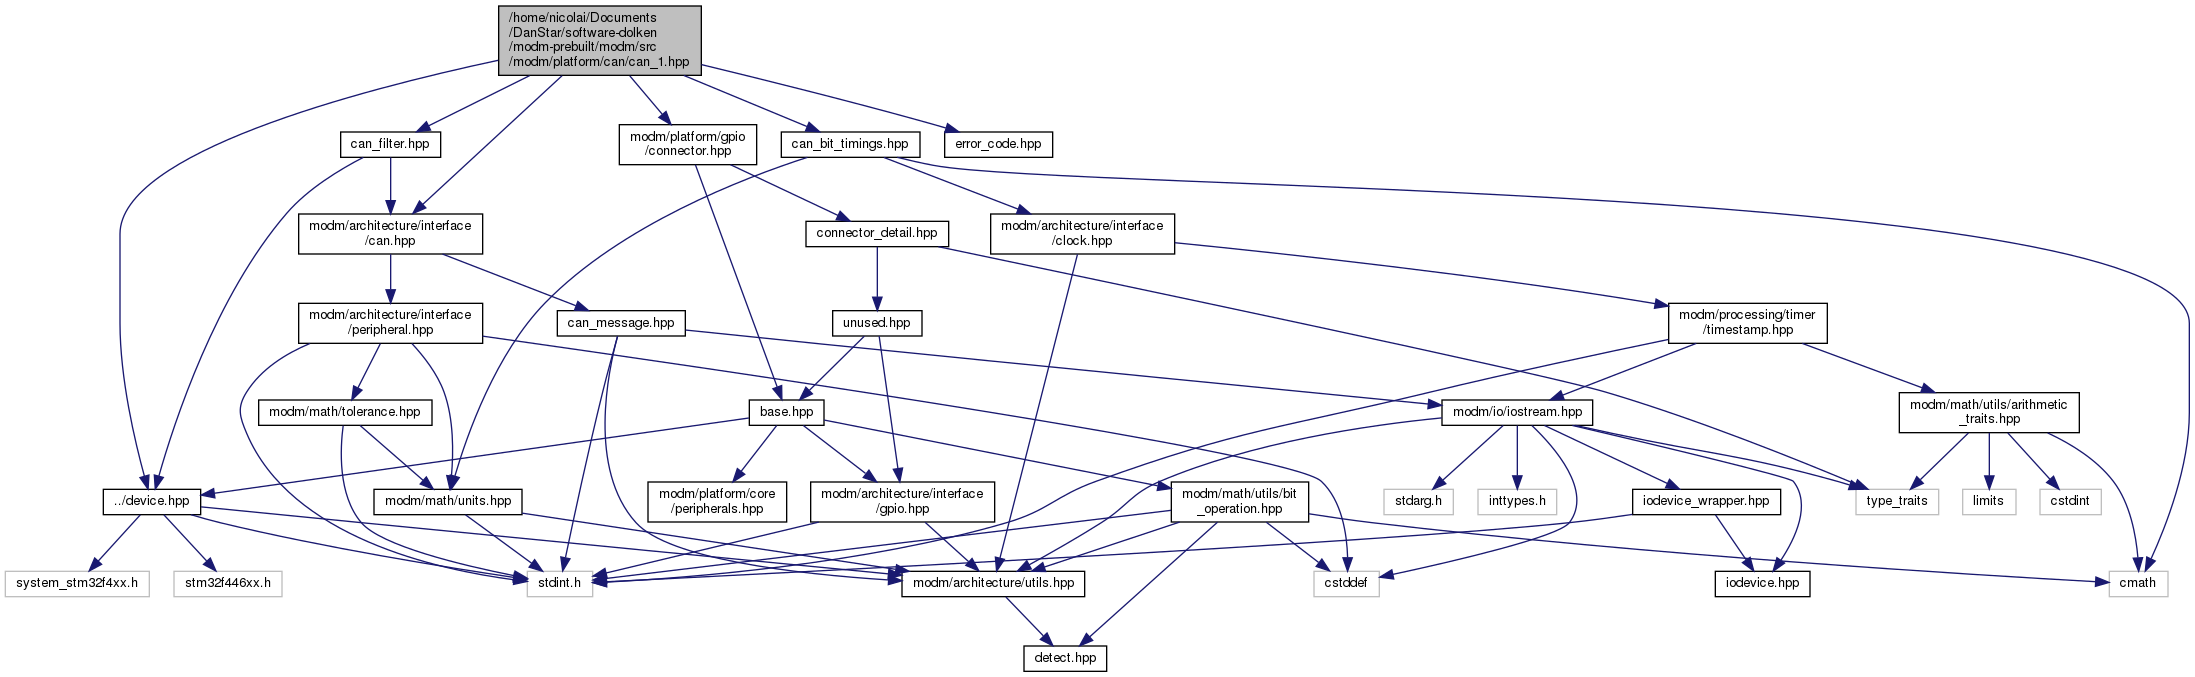 /home/nicolai/Documents
/DanStar/software-dolken
/modm-prebuilt/modm/src
/modm/platform/can/can_1.hpp
can_filter.hpp
modm/platform/gpio
/connector.hpp
can_bit_timings.hpp
error_code.hpp
modm/architecture/interface
/can.hpp
connector_detail.hpp
modm/architecture/interface
/clock.hpp
modm/architecture/interface
/peripheral.hpp
can_message.hpp
unused.hpp
modm/processing/timer
/timestamp.hpp
modm/math/tolerance.hpp
base.hpp
modm/io/iostream.hpp
modm/math/utils/arithmetic
_traits.hpp
../device.hpp
modm/math/units.hpp
modm/platform/core
/peripherals.hpp
modm/architecture/interface
/gpio.hpp
modm/math/utils/bit
_operation.hpp
stdarg.h
inttypes.h
iodevice_wrapper.hpp
type_traits
limits
cstdint
system_stm32f4xx.h
stm32f446xx.h
stdint.h
modm/architecture/utils.hpp
cstddef
iodevice.hpp
cmath
detect.hpp